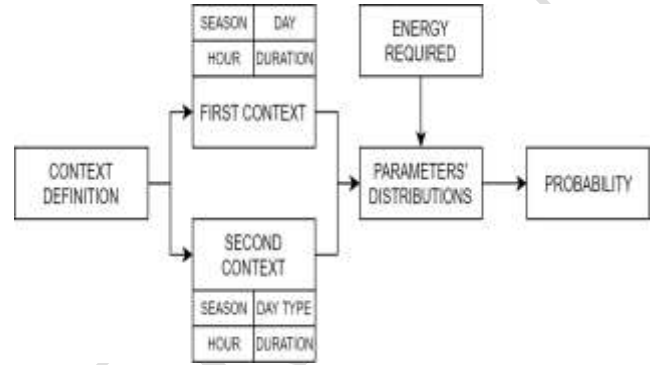 SEASON DAY
HOUR DURATION
FIRST CONTEXT
ENERGY
REQUIRED
CONTEXT
DEFINITION
PARAMETERS'
DISTRIBUTIONS
PROBABILITY
SECOND
CONTEXT
SEASON DAY TYPE
HOUR DURATION